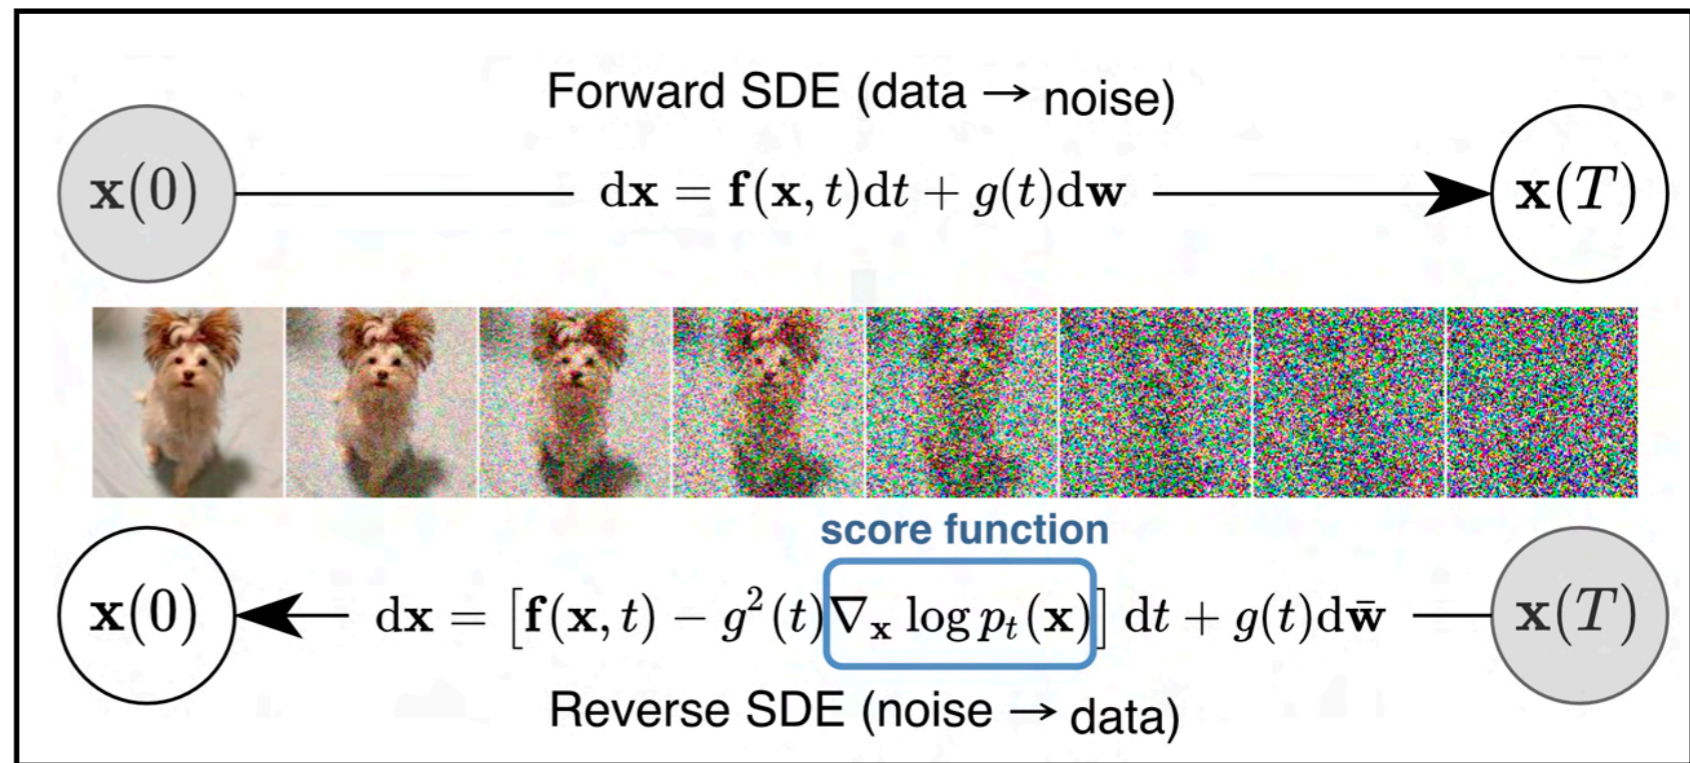 Forward SDE (data → noise)
x(0) dx = f(x, t)dt + g(t)dw x(T)
score function
x(0) dx = [f(x, t) − g²(t)∇ₓ log pₜ(x)] dt + g(t)dw̄ x(T)
Reverse SDE (noise → data)